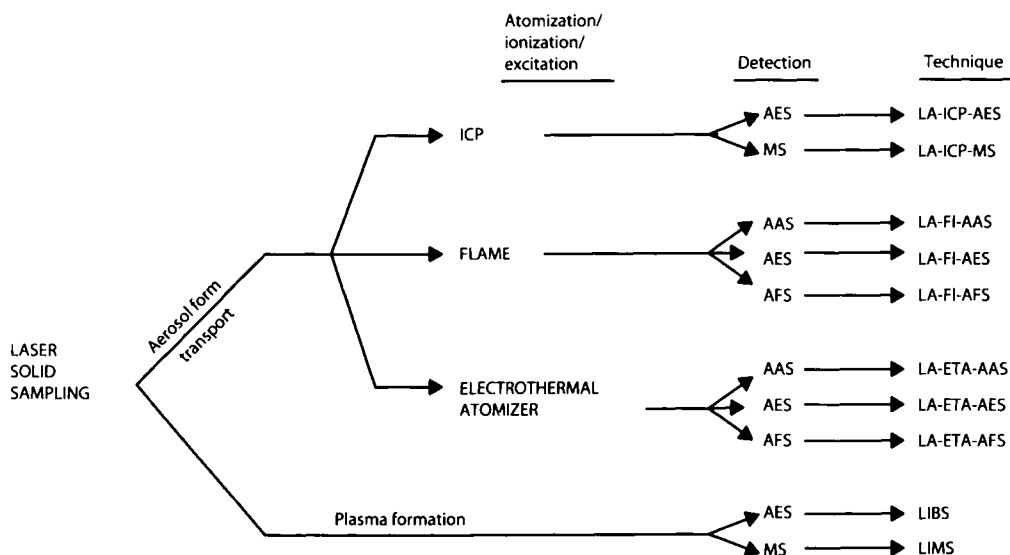 Atomization/
ionization/
excitation
Detection
Technique
ICP
AES
LA-ICP-AES
MS
LA-ICP-MS
FLAME
AAS
LA-FI-AAS
AES
LA-FI-AES
AFS
LA-FI-AFS
Aerosol form
transport
LASER
SOLID
SAMPLING
ELECTROTHERMAL
ATOMIZER
AAS
LA-ETA-AAS
AES
LA-ETA-AES
AFS
LA-ETA-AFS
Plasma formation
AES
LIBS
MS
LIMS